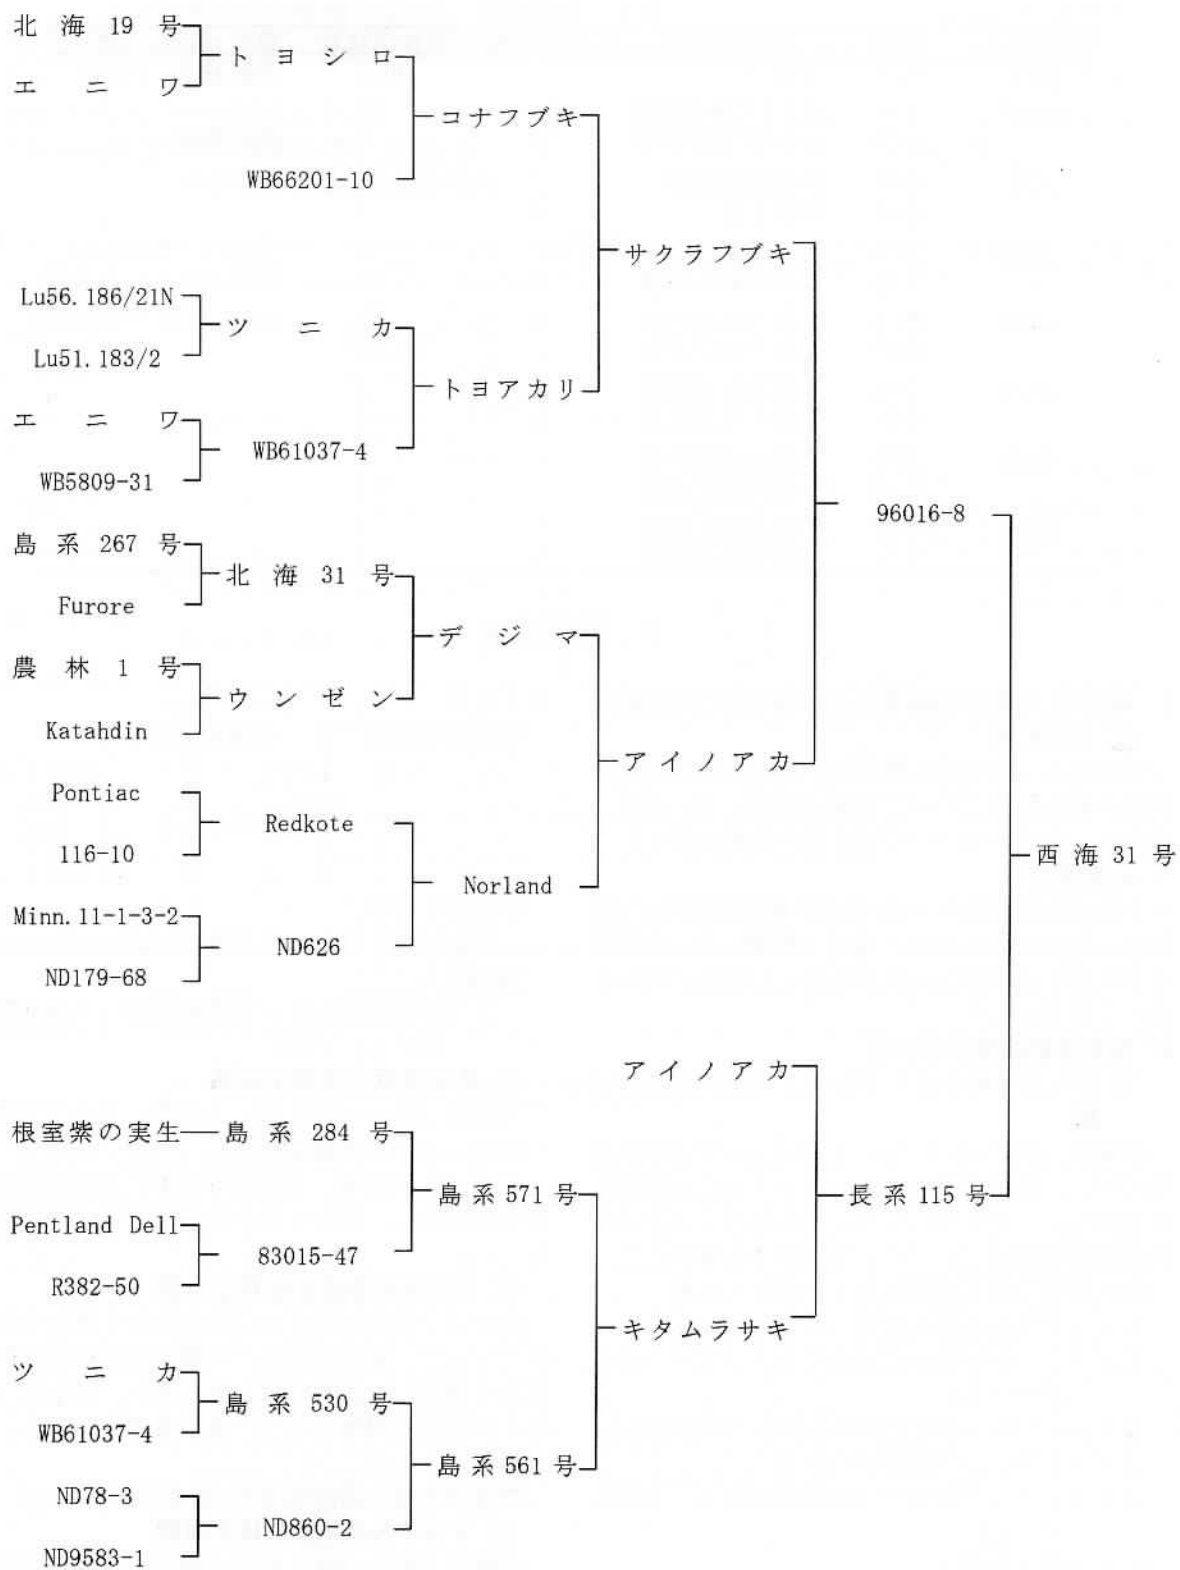 北海 19 号
トヨシロ
エニワ
コナフブキ
WB66201-10
サクラフブキ
Lu56.186/21N
ツニカ
Lu51.183/2
トヨアカリ
エニワ
WB61037-4
WB5809-31
96016-8
島系 267 号
北海 31 号
Furore
デジマ
農林 1 号
ウンゼン
Katahdin
アイノアカ
Pontiac
Redkote
116-10
西海 31 号
Norland
Minn.11-1-3-2
ND626
ND179-68
アイノアカ
根室紫の実生
島系 284 号
島系 571 号
長系 115 号
Pentland Dell
83015-47
R382-50
キタムラサキ
ツニカ
島系 530 号
WB61037-4
島系 561 号
ND78-3
ND860-2
ND9583-1